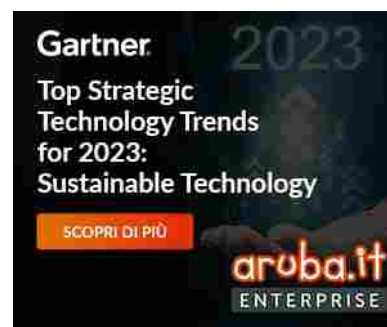 Gartner
2023
Top Strategic
Technology Trends
for 2023:
Sustainable Technology
SCOPRI DI PIÙ
aruba.it
ENTERPRISE